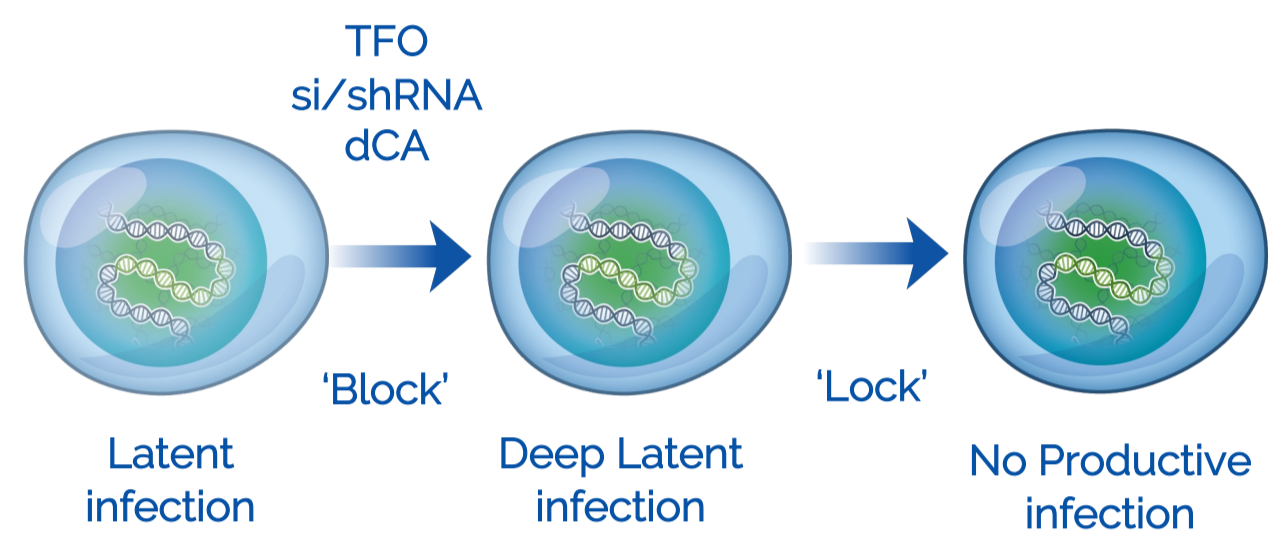 TFO
si/shRNA
dCA
‘Block’
‘Lock’
Latent
infection
Deep Latent
infection
No Productive
infection